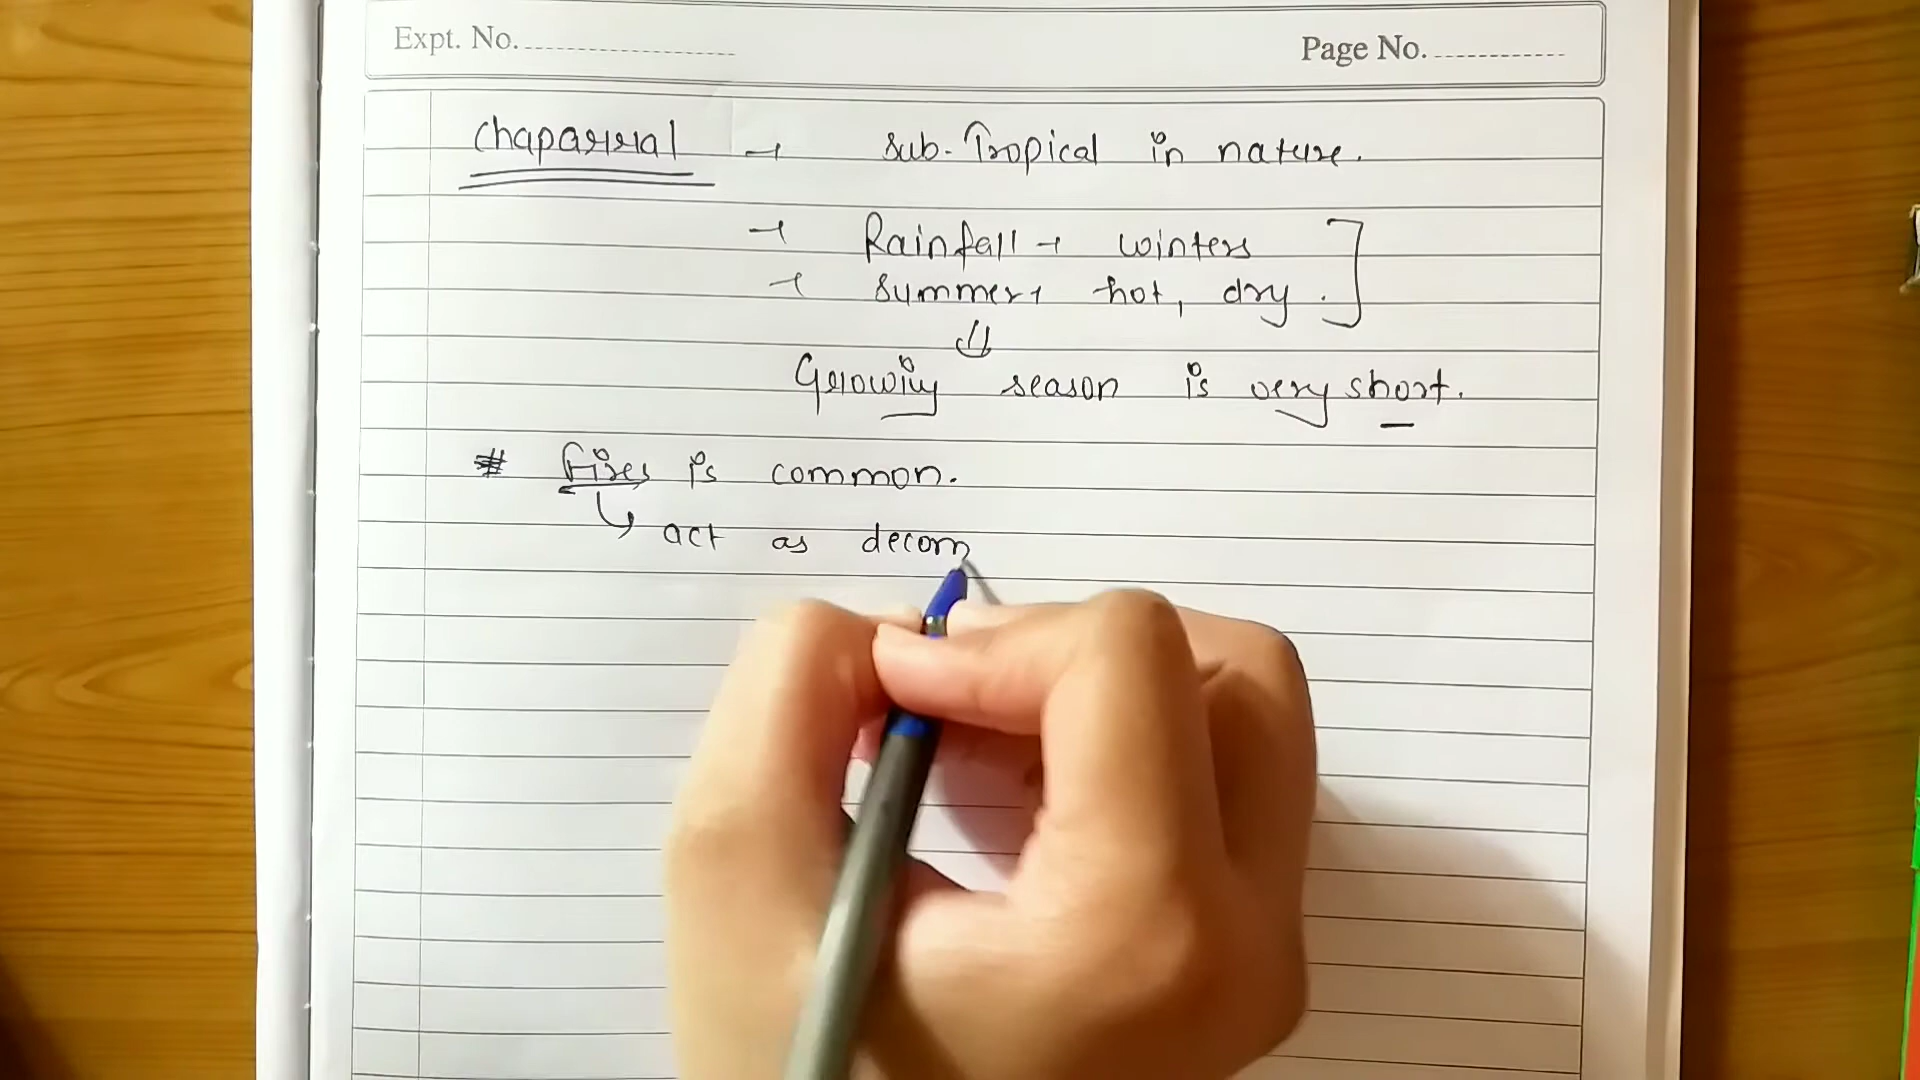 Expt. No. Page No.
Chaparral → Sub-Tropical in nature.
→ Rainfall → winters
→ Summer → hot, dry.
⇓
Growing season is very short.
# Fires is common.
↳ act as decom